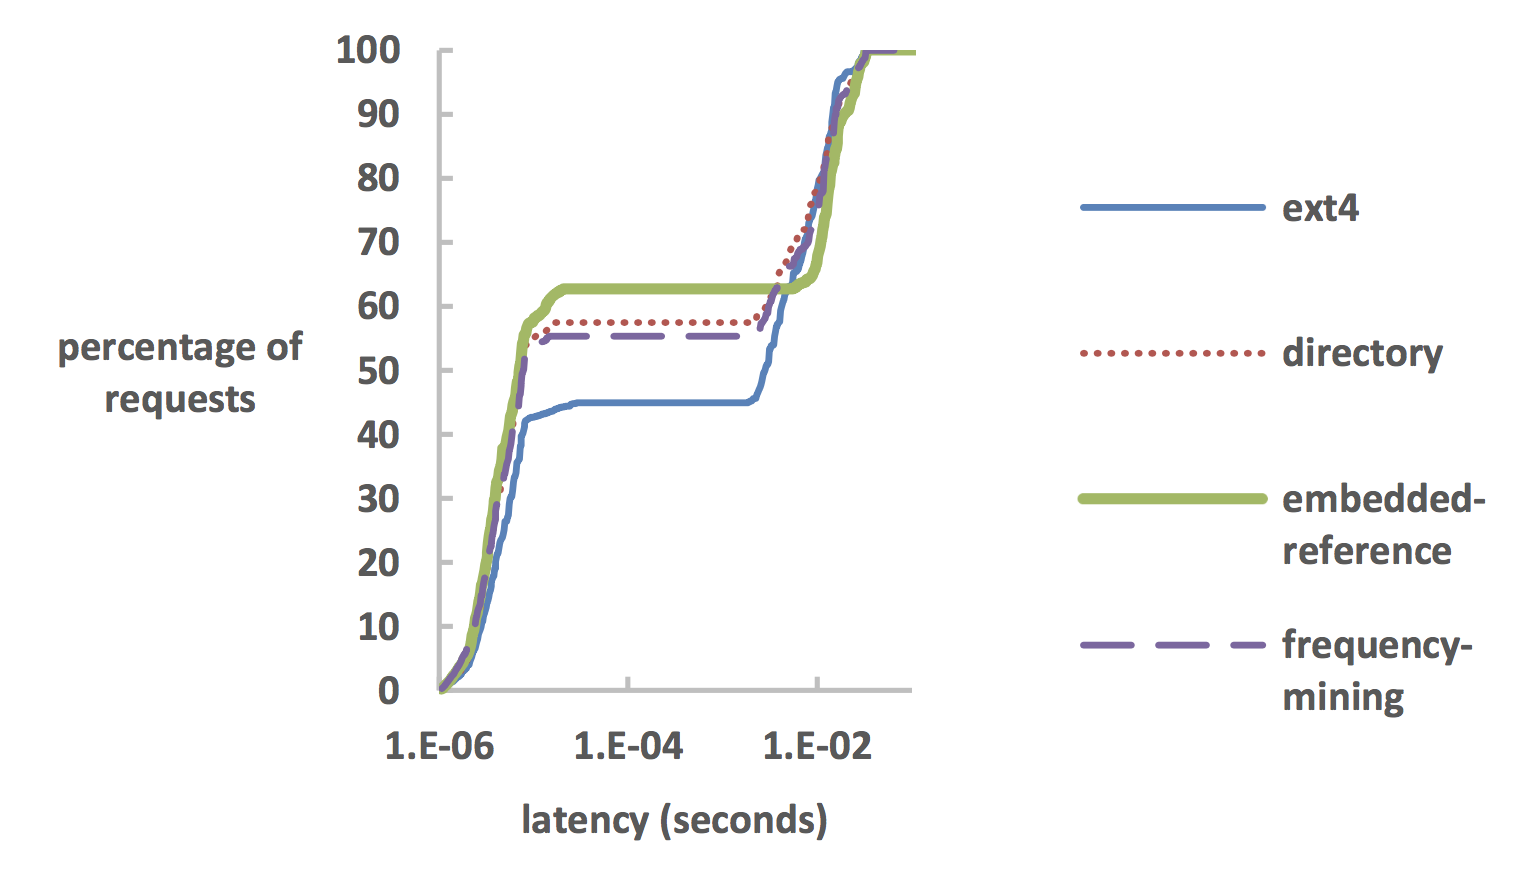 100
90
80
70
60
50
40
30
20
10
0
percentage of
requests
1.E-06
1.E-04
1.E-02
latency (seconds)
ext4
directory
embedded-
reference
frequency-
mining